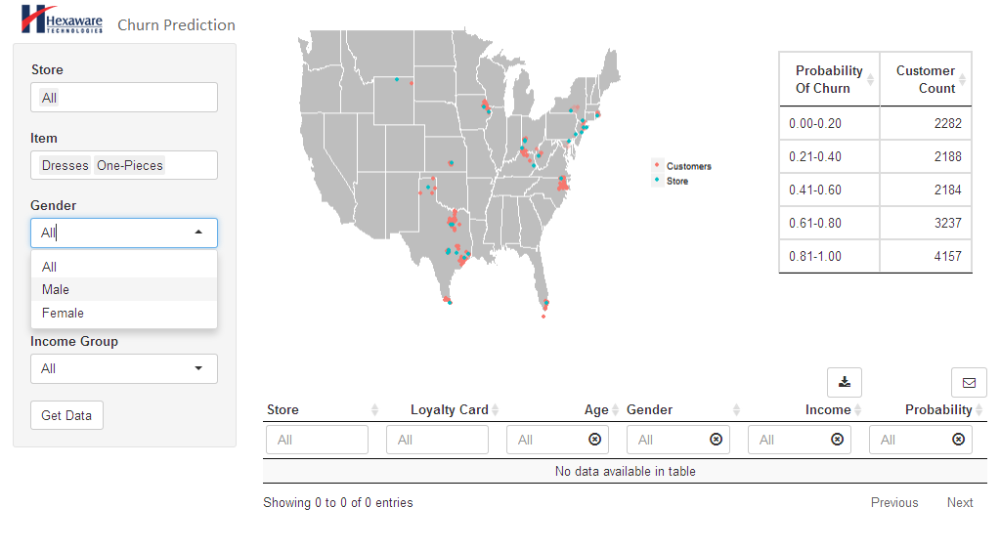 Hexaware
TECHNOLOGIES
Churn Prediction
Store
All
Item
Dresses One-Pieces
Gender
All
All
Male
Female
Income Group
All
Get Data
Customers
Store
Probability Of Churn Customer Count
0.00-0.20 2282
0.21-0.40 2188
0.41-0.60 2184
0.61-0.80 3237
0.81-1.00 4157
Store Loyalty Card Age Gender Income Probability
All All All All All All
No data available in table
Showing 0 to 0 of 0 entries
Previous Next